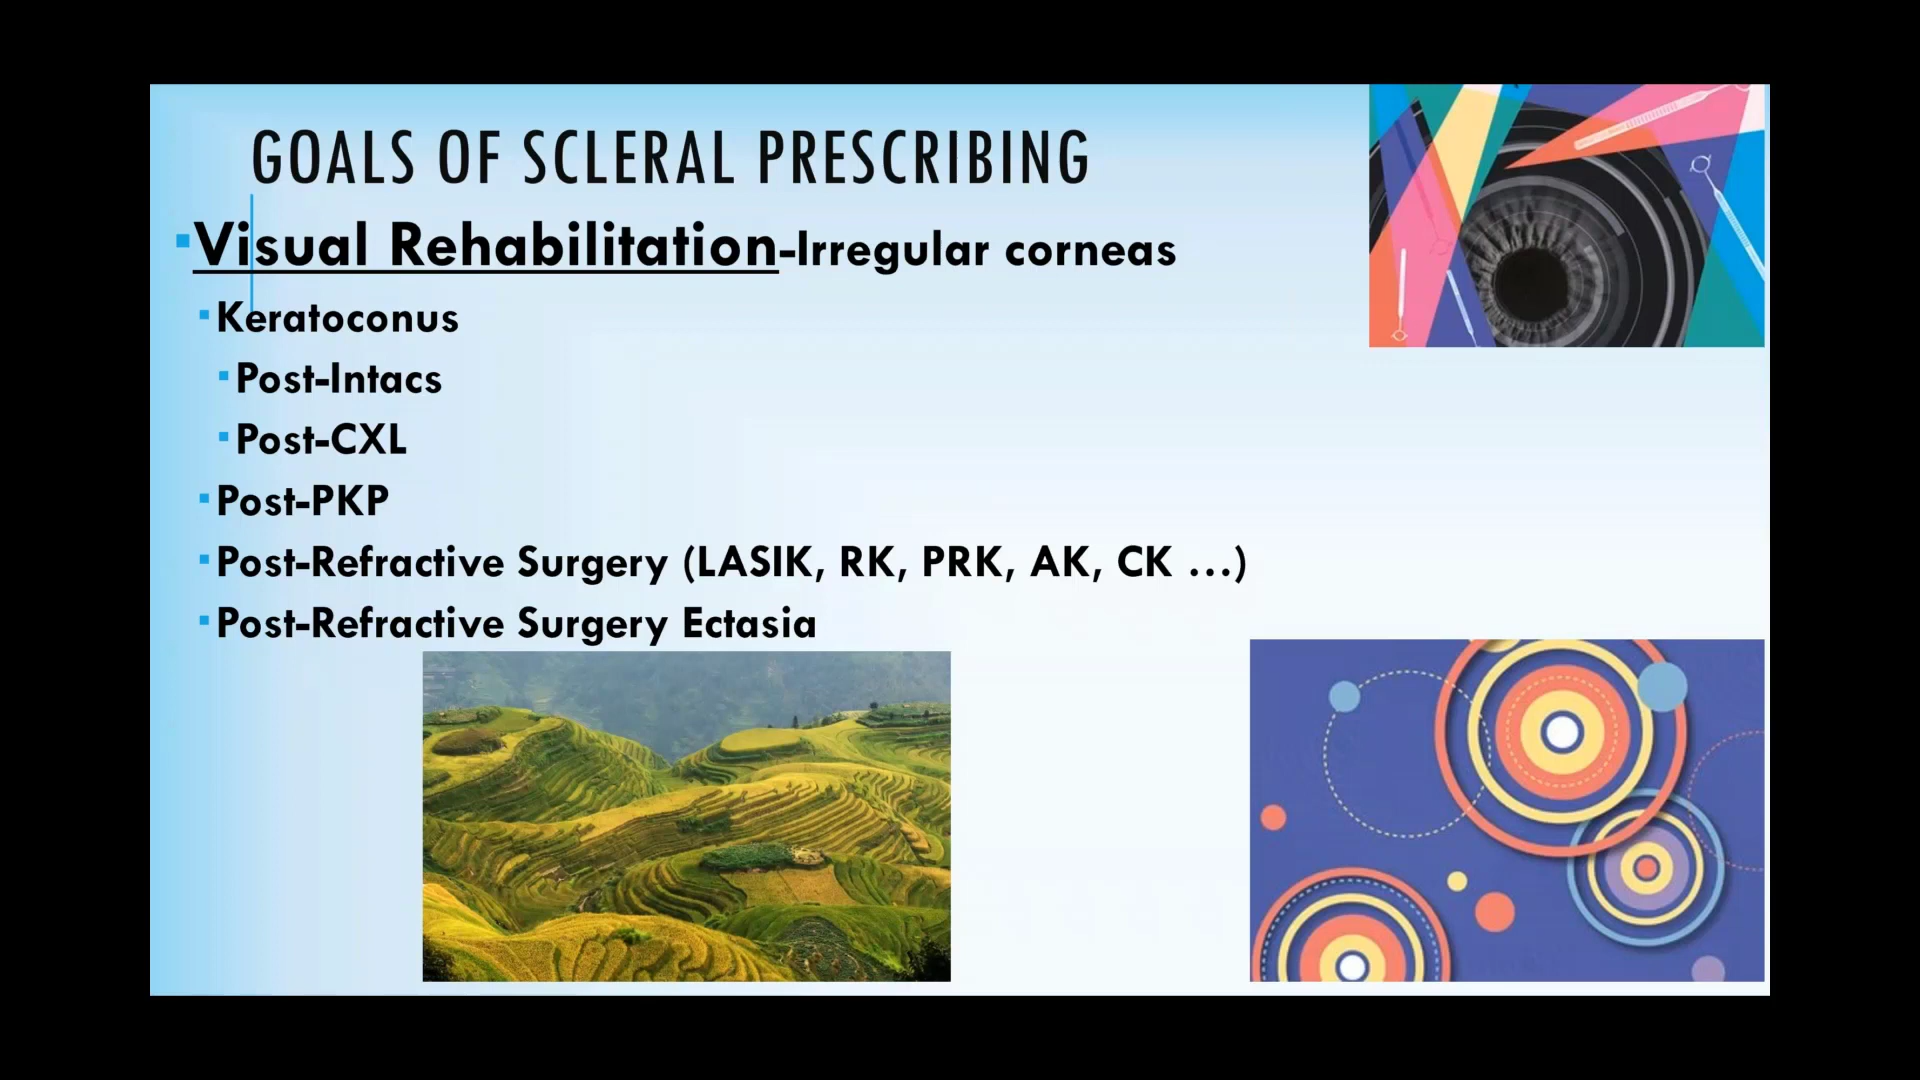 GOALS OF SCLERAL PRESCRIBING
Visual Rehabilitation-Irregular corneas
Keratoconus
Post-Intacs
Post-CXL
Post-PKP
Post-Refractive Surgery (LASIK, RK, PRK, AK, CK …)
Post-Refractive Surgery Ectasia